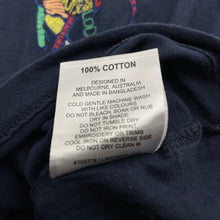 100% COTTON
DESIGNED IN
MELBOURNE, AUSTRALIA
MADE IN BANGLADESH
COLD GENTLE MACHINE WASH
WITH LIKE COLORS
DO NOT BLEACH, SOAK OR RUB
DRY IN SHADE
DO NOT TUMBLE DRY
DO NOT IRON PRINT
EMBROIDERY OR TRIMS
COOL IRON ON REVERSE SIDE
DO NOT DRY CLEAN